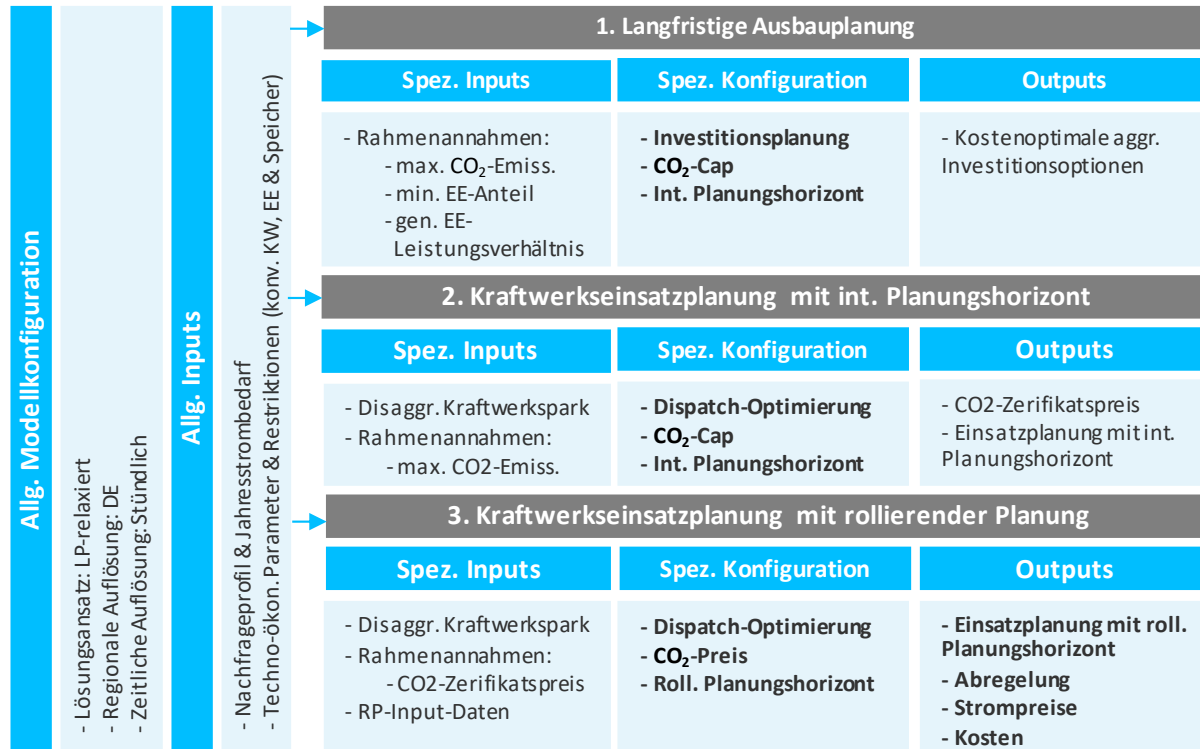 Allg. Modellkonfiguration
- Lösungsansatz: LP-relaxiert
- Regionale Auflösung: DE
- Zeitliche Auflösung: Stündlich
Allg. Inputs
- Nachfrageprofil & Jahresstrombedarf
- Techno-ökon. Parameter & Restriktionen (konv. KW, EE & Speicher)
1. Langfristige Ausbauplanung
Spez. Inputs
- Rahmenannahmen:
- max. CO₂-Emiss.
- min. EE-Anteil
- gen. EE-
Leistungsverhältnis
Spez. Konfiguration
- Investitionsplanung
- CO₂-Cap
- Int. Planungshorizont
Outputs
- Kostenoptimale aggr.
Investitionsoptionen
2. Kraftwerkseinsatzplanung mit int. Planungshorizont
Spez. Inputs
- Disaggr. Kraftwerkspark
- Rahmenannahmen:
- max. CO2-Emiss.
Spez. Konfiguration
- Dispatch-Optimierung
- CO₂-Cap
- Int. Planungshorizont
Outputs
- CO2-Zerifikatspreis
- Einsatzplanung mit int.
Planungshorizont
3. Kraftwerkseinsatzplanung mit rollierender Planung
Spez. Inputs
- Disaggr. Kraftwerkspark
- Rahmenannahmen:
- CO2-Zerifikatspreis
- RP-Input-Daten
Spez. Konfiguration
- Dispatch-Optimierung
- CO₂-Preis
- Roll. Planungshorizont
Outputs
- Einsatzplanung mit roll.
Planungshorizont
- Abregelung
- Strompreise
- Kosten